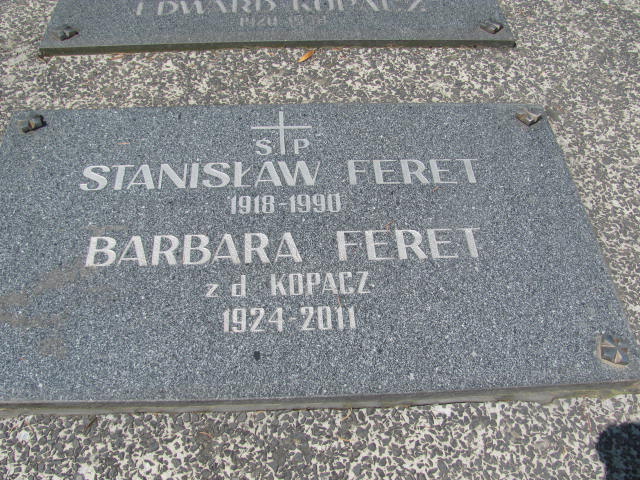 EDWARD KOPACZ
Ś P
STANISŁAW FERET
1918-1990
BARBARA FERET
z d KOPACZ
1924-2011